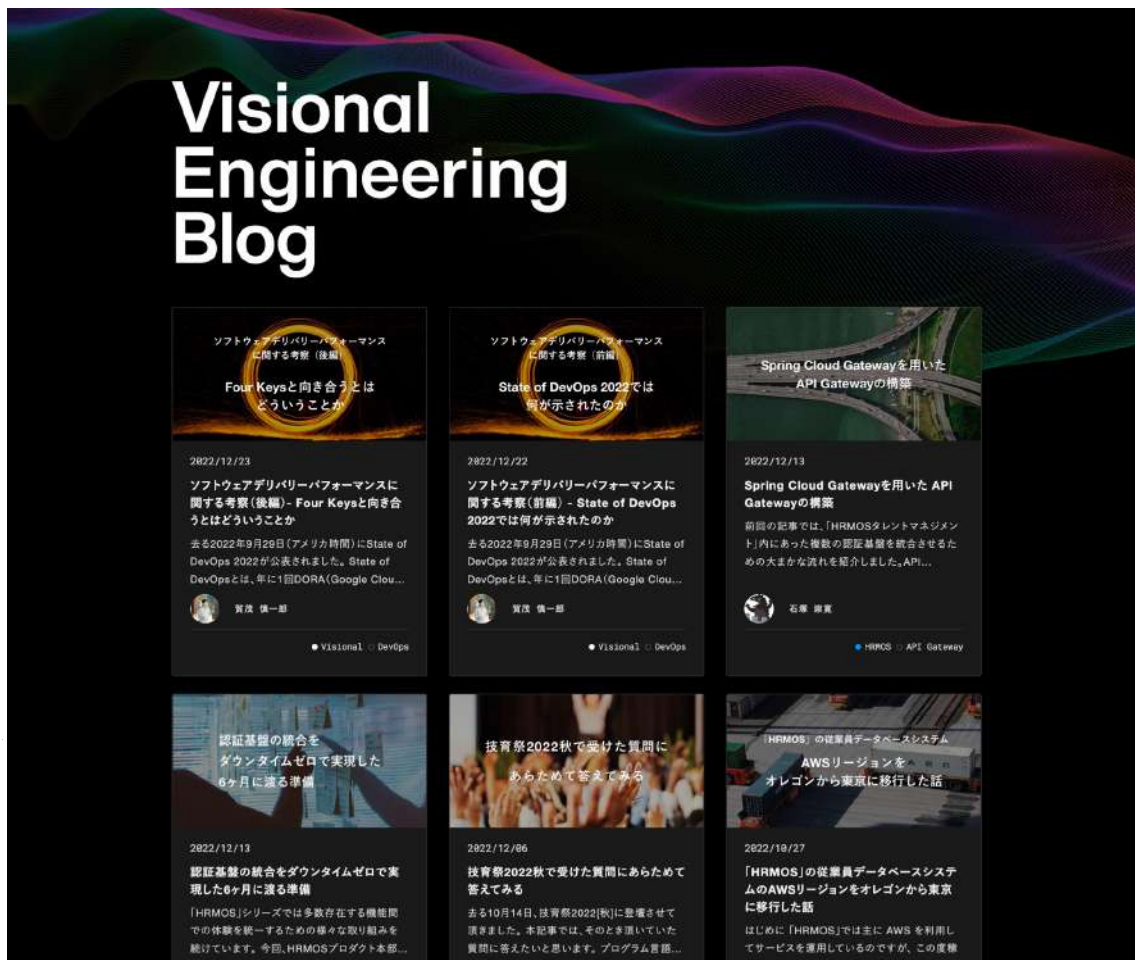 Visional
Engineering
Blog
ソフトウェアデリバリーパフォーマンス
に関する考察（後編）
Four Keysと向き合うとは
どういうことか
2022/12/23
ソフトウェアデリバリーパフォーマンスに
関する考察（後編）- Four Keysと向き合
うとはどういうことか
去る2022年9月29日（アメリカ時間）にState of
DevOps 2022が公表されました。State of
DevOpsとは、年に1回DORA（Google Clou...
賀茂 慎一郎
Visional DevOps
ソフトウェアデリバリーパフォーマンス
に関する考察（前編）
State of DevOps 2022では
何が示されたのか
2022/12/22
ソフトウェアデリバリーパフォーマンスに
関する考察（前編） - State of DevOps
2022では何が示されたのか
去る2022年9月29日（アメリカ時間）にState of
DevOps 2022が公表されました。State of
DevOpsとは、年に1回DORA（Google Clou...
賀茂 慎一郎
Visional DevOps
Spring Cloud Gatewayを用いた
API Gatewayの構築
2022/12/13
Spring Cloud Gatewayを用いた API
Gatewayの構築
前回の記事では、「HRMOSタレントマネジメン
ト」内にあった複数の認証基盤を統合させるた
めの大まかな流れを紹介しました。API...
石塚 崇寛
HRMOS API Gateway
認証基盤の統合を
ダウンタイムゼロで実現した
6ヶ月に渡る準備
2022/12/13
認証基盤の統合をダウンタイムゼロで実
現した6ヶ月に渡る準備
「HRMOS」シリーズでは多数存在する機能間
での体験を統一するための様々な取り組みを
続けています。今回、HRMOSプロダクト本部...
技育祭2022秋で受けた質問に
あらためて答えてみる
2022/12/06
技育祭2022秋で受けた質問にあらためて
答えてみる
去る10月14日、技育祭2022[秋]に登壇させて
頂きました。本記事では、そのとき頂いていた
質問に答えたいと思います。プログラム言語...
「HRMOS」の従業員データベースシステム
AWSリージョンを
オレゴンから東京に移行した話
2022/10/27
「HRMOS」の従業員データベースシステ
ムのAWSリージョンをオレゴンから東京
に移行した話
はじめに 「HRMOS」では主に AWS を利用し
てサービスを運用しているのですが、この度種